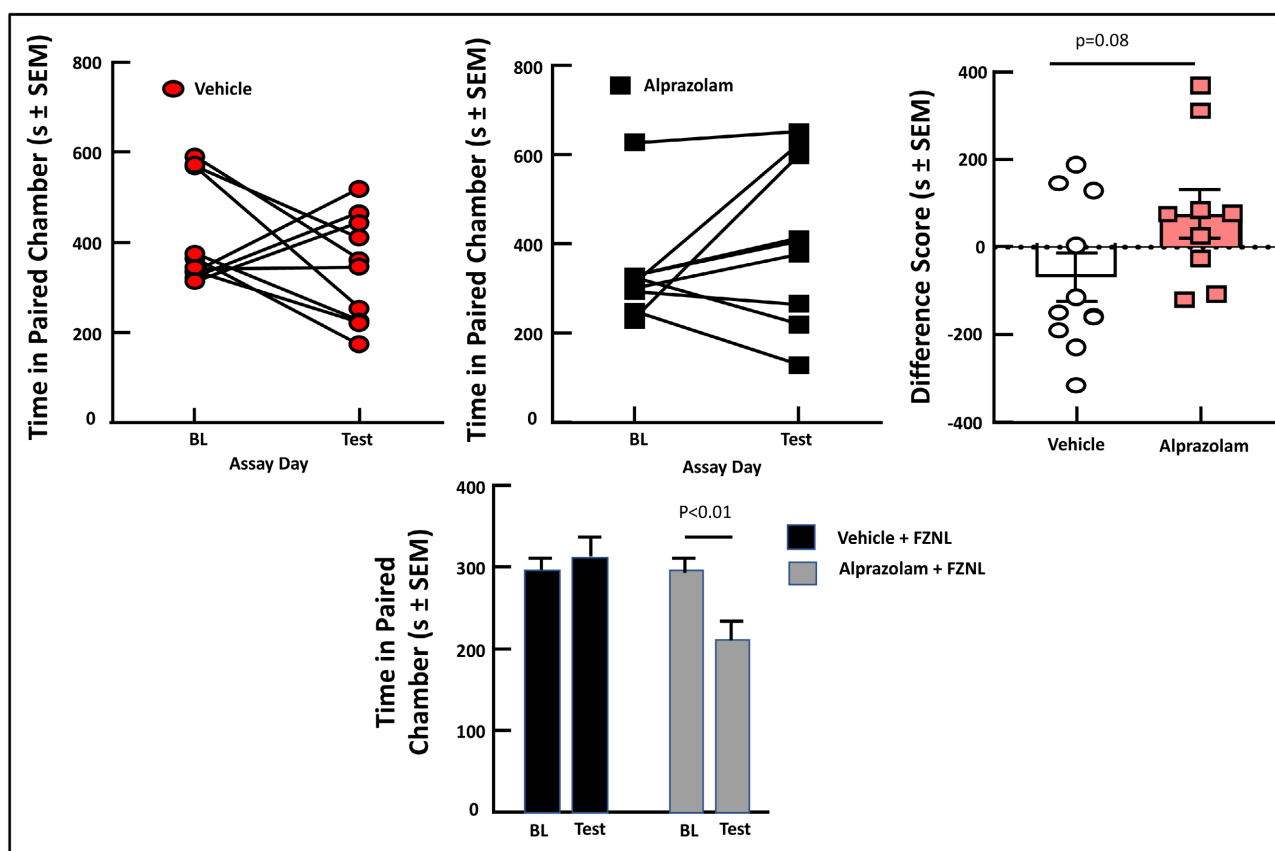 Time in Paired Chamber (s ± SEM)
800
600
400
200
0
Vehicle
BL
Test
Assay Day
Time in Paired Chamber (s ± SEM)
800
600
400
200
0
Alprazolam
BL
Test
Assay Day
p=0.08
Difference Score (s ± SEM)
400
200
0
-200
-400
Vehicle
Alprazolam
Time in Paired
Chamber (s ± SEM)
400
300
200
100
0
P<0.01
BL
Test
BL
Test
Vehicle + FZNL
Alprazolam + FZNL